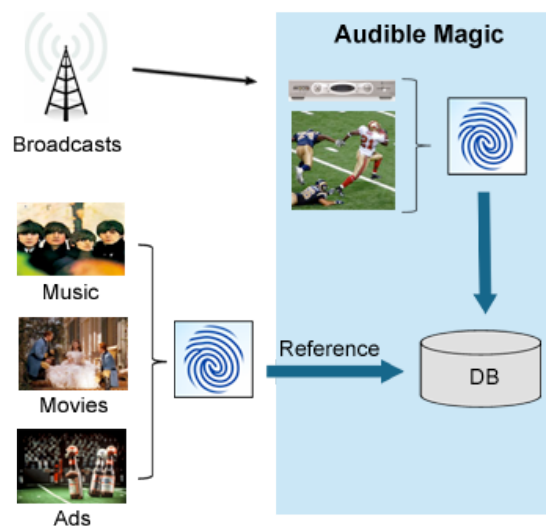 Audible Magic
Broadcasts
Music
Movies
Ads
Reference
DB